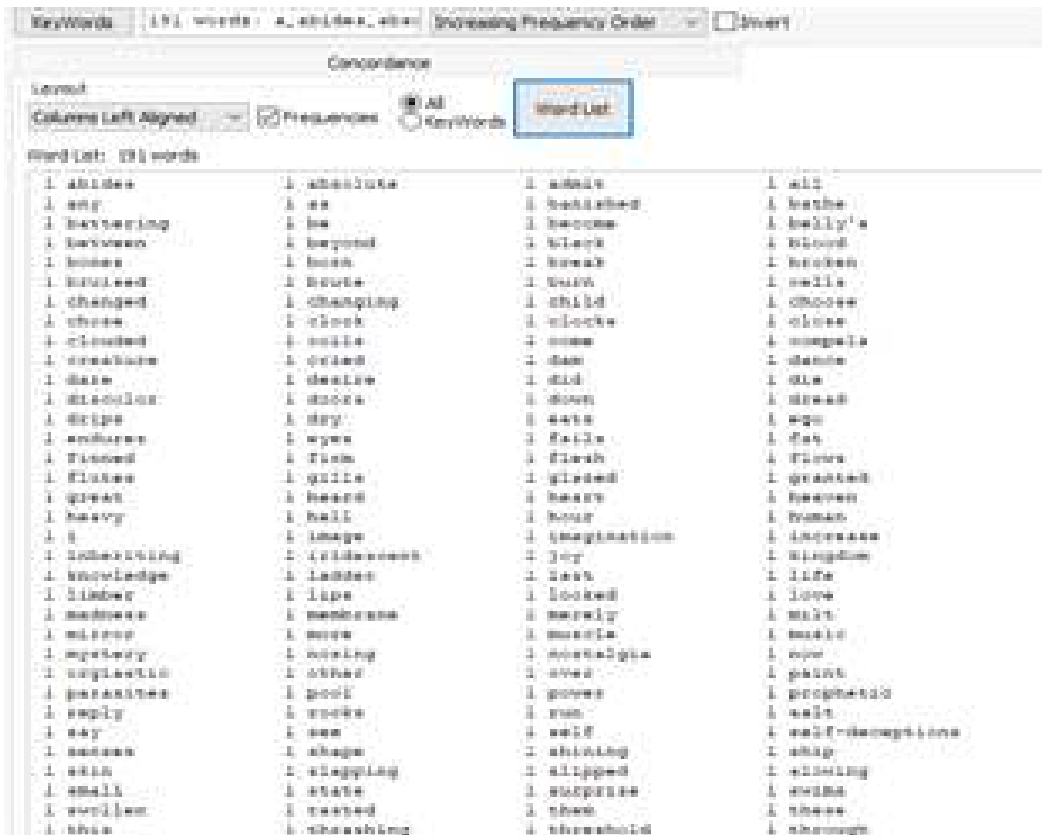 KeyWords 191 words: a,abides,abs Increasing Frequency Order Invert
Concordance
Layout
Columns Left Aligned Frequencies All KeyWords Word List
Word List: 191 words
1 abides 1 absolute 1 admit 1 all
1 any 1 as 1 banished 1 bathe
1 battering 1 be 1 become 1 belly's
1 between 1 beyond 1 black 1 blood
1 bones 1 born 1 break 1 broken
1 bruised 1 brute 1 burn 1 cells
1 changed 1 changing 1 child 1 choose
1 chose 1 clock 1 clocks 1 close
1 clouded 1 coils 1 come 1 compels
1 creature 1 cried 1 dam 1 dance
1 dare 1 desire 1 did 1 die
1 discolor 1 doors 1 down 1 dread
1 drips 1 dry 1 eats 1 ego
1 endures 1 eyes 1 fails 1 fat
1 finned 1 firm 1 flesh 1 flows
1 flutes 1 gills 1 granted
1 great 1 heard 1 heart 1 heaven
1 heavy 1 hell 1 hour 1 human
1 i 1 image 1 imagination 1 increase
1 inheriting 1 iridescent 1 joy 1 kingdom
1 knowledge 1 ladder 1 last 1 life
1 limber 1 lips 1 looked 1 love
1 madness 1 membrane 1 merely 1 milt
1 mirror 1 more 1 muscle 1 music
1 mystery 1 nosing 1 nostalgia 1 now
1 orgiastic 1 other 1 over 1 paint
1 parasites 1 pool 1 power 1 prophetic
1 reply 1 rocks 1 run 1 salt
1 say 1 see 1 self 1 self-deceptions
1 senses 1 shape 1 shining 1 ship
1 skin 1 slapping 1 slipped 1 slowing
1 small 1 state 1 surprise 1 swims
1 swollen 1 tasted 1 them 1 these
1 this 1 thrashing 1 threshold 1 through